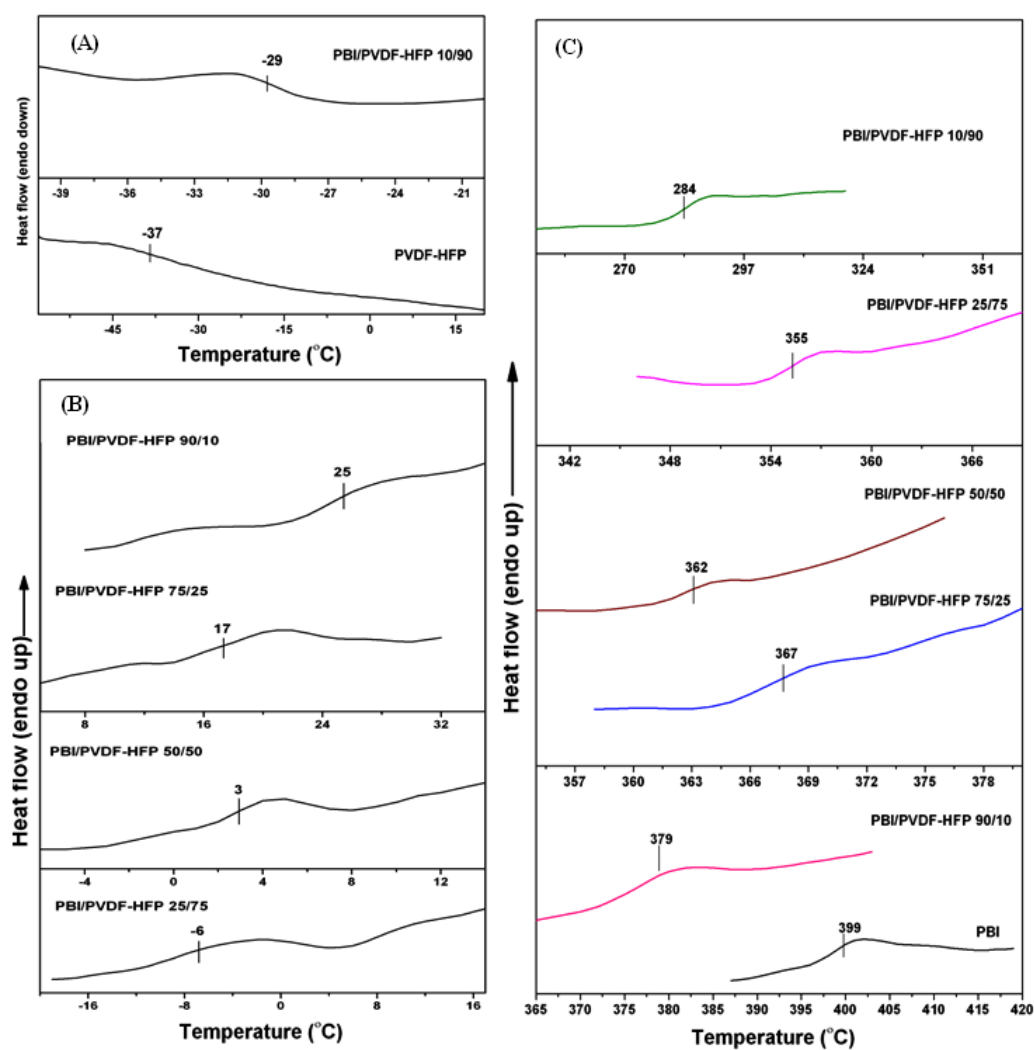 (A)
PBI/PVDF-HFP 10/90
-29
Heat flow (endo down)
-39 -36 -33 -30 -27 -24 -21
-37
PVDF-HFP
-45 -30 -15 0 15
Temperature (°C)
(B)
PBI/PVDF-HFP 90/10
25
PBI/PVDF-HFP 75/25
17
8 16 24 32
PBI/PVDF-HFP 50/50
3
Heat flow (endo up)
-4 0 4 8 12
PBI/PVDF-HFP 25/75
-6
-16 -8 0 8 16
Temperature (°C)
(C)
PBI/PVDF-HFP 10/90
284
270 297 324 351
PBI/PVDF-HFP 25/75
355
342 348 354 360 366
PBI/PVDF-HFP 50/50
362
PBI/PVDF-HFP 75/25
367
Heat flow (endo up)
357 360 363 366 369 372 375 378
PBI/PVDF-HFP 90/10
379
PBI
399
365 370 375 380 385 390 395 400 405 410 415 420
Temperature (°C)